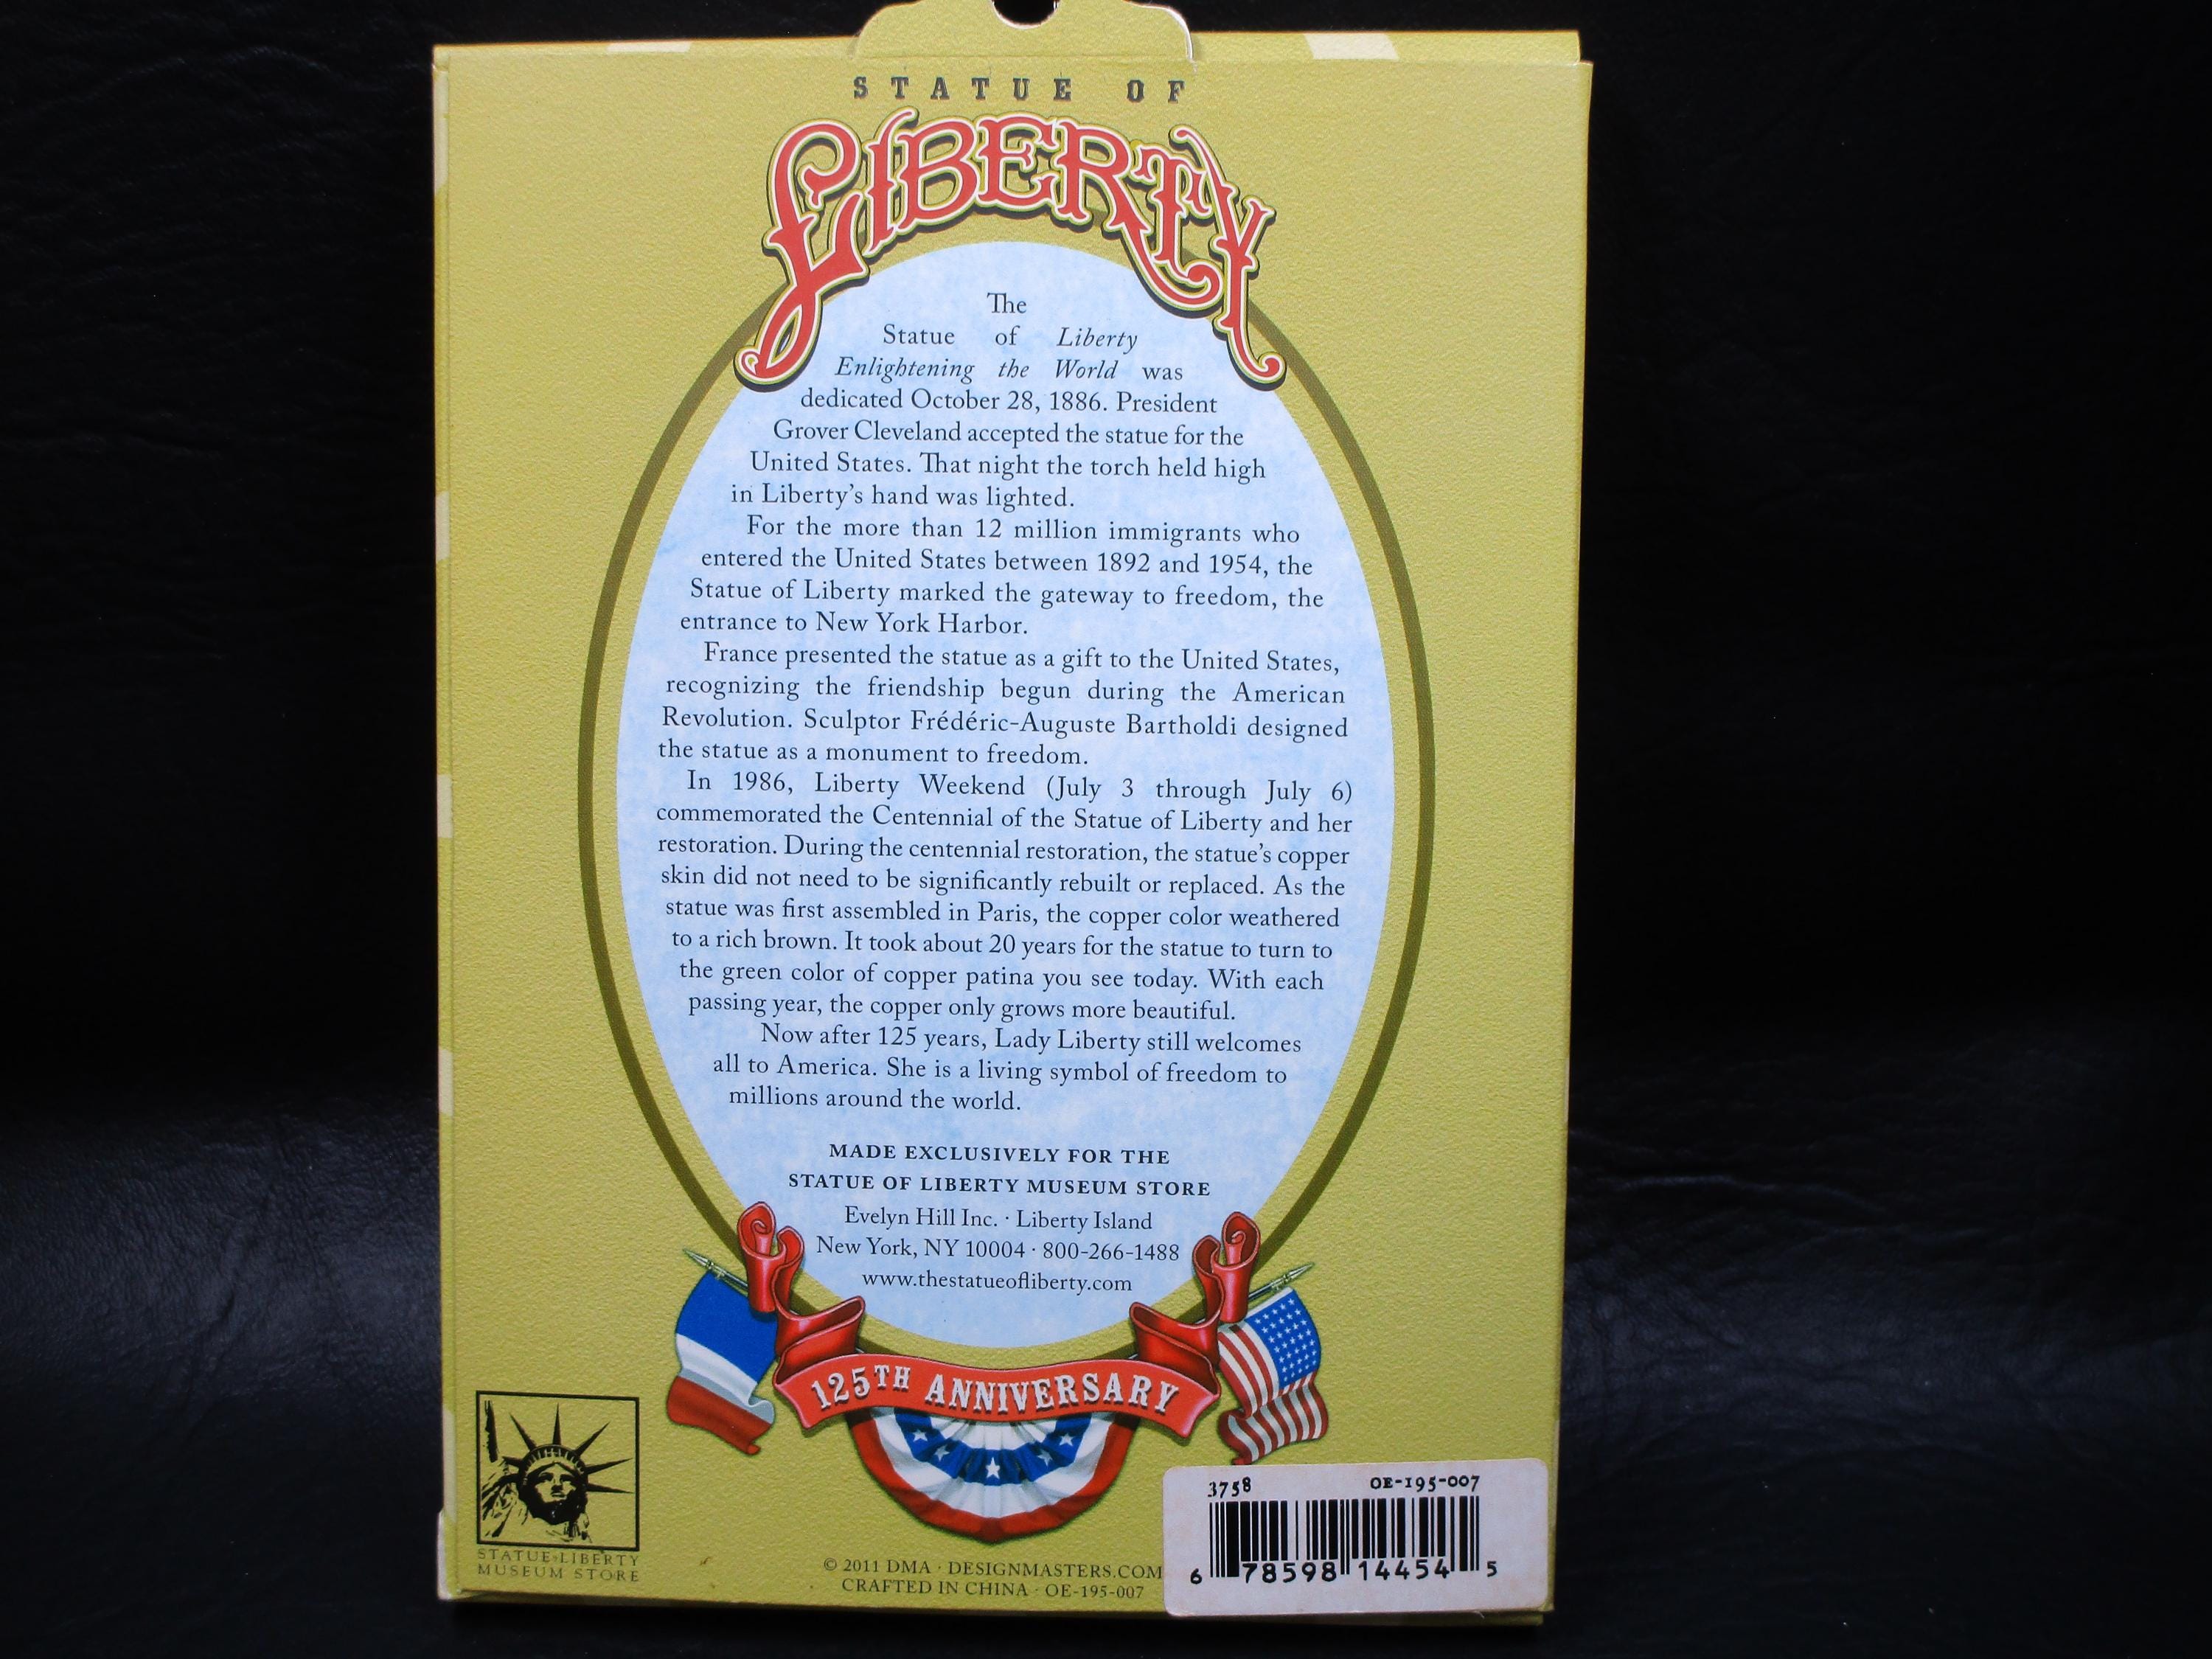 STATUE OF
LIBERTY
The
Statue of Liberty
Enlightening the World was
dedicated October 28, 1886. President
Grover Cleveland accepted the statue for the
United States. That night the torch held high
in Liberty's hand was lighted.
For the more than 12 million immigrants who
entered the United States between 1892 and 1954, the
Statue of Liberty marked the gateway to freedom, the
entrance to New York Harbor.
France presented the statue as a gift to the United States,
recognizing the friendship begun during the American
Revolution. Sculptor Frédéric-Auguste Bartholdi designed
the statue as a monument to freedom.
In 1986, Liberty Weekend (July 3 through July 6)
commemorated the Centennial of the Statue of Liberty and her
restoration. During the centennial restoration, the statue's copper
skin did not need to be significantly rebuilt or replaced. As the
statue was first assembled in Paris, the copper color weathered
to a rich brown. It took about 20 years for the statue to turn to
the green color of copper patina you see today. With each
passing year, the copper only grows more beautiful.
Now after 125 years, Lady Liberty still welcomes
all to America. She is a living symbol of freedom to
millions around the world.
MADE EXCLUSIVELY FOR THE
STATUE OF LIBERTY MUSEUM STORE
Evelyn Hill Inc. · Liberty Island
New York, NY 10004 · 800-266-1488
www.thestatueofliberty.com
125TH ANNIVERSARY
STATUE·LIBERTY
MUSEUM STORE
© 2011 DMA · DESIGNMASTERS.COM
CRAFTED IN CHINA · OE-195-007
3758 OE-195-007
6 78598 14454 5